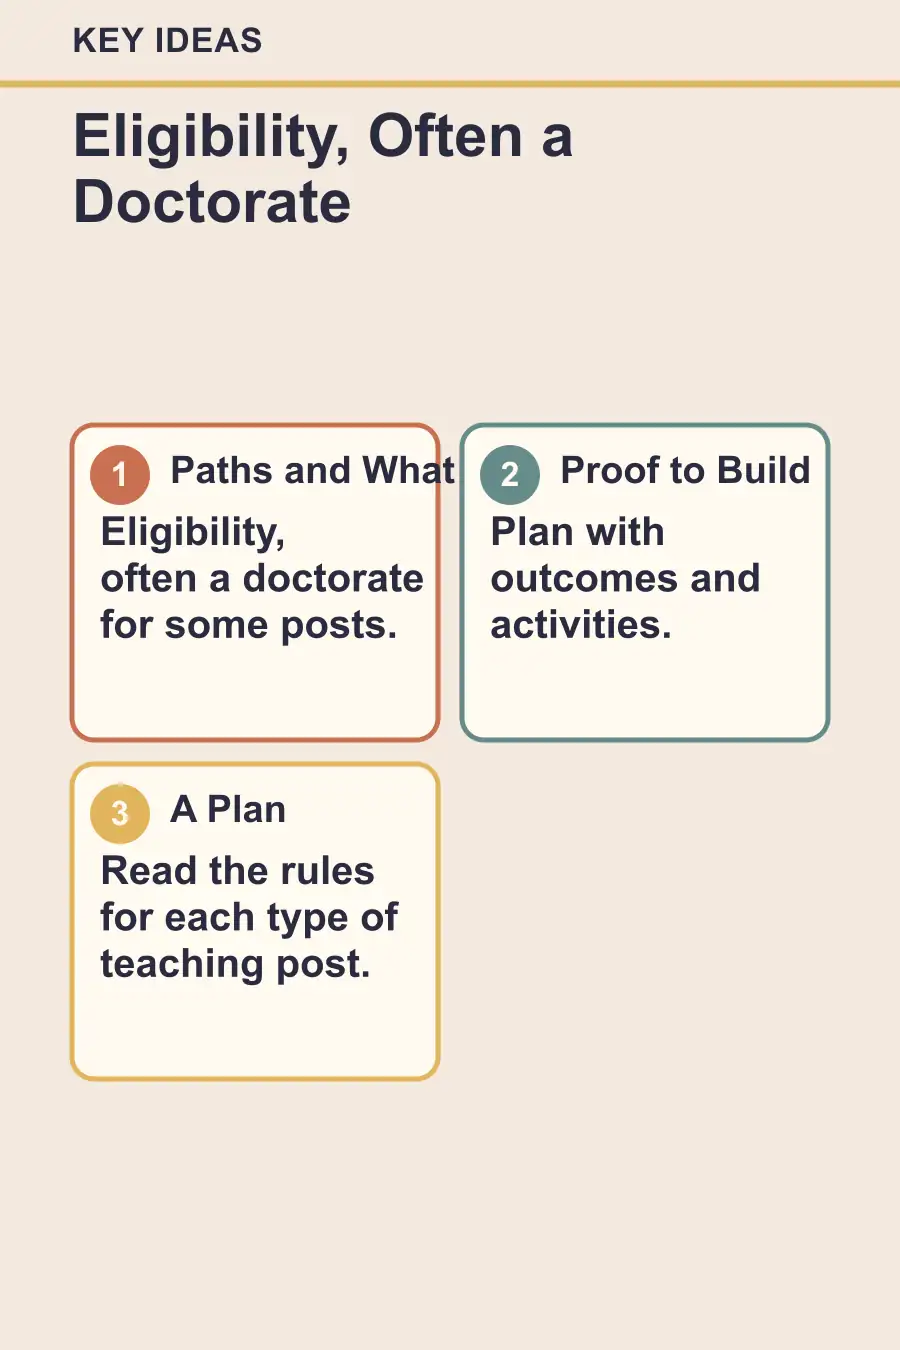 KEY IDEAS
Eligibility, Often a
Doctorate
1 Paths and What
Eligibility,
often a doctorate
for some posts.
2 Proof to Build
Plan with
outcomes and
activities.
3 A Plan
Read the rules
for each type of
teaching post.